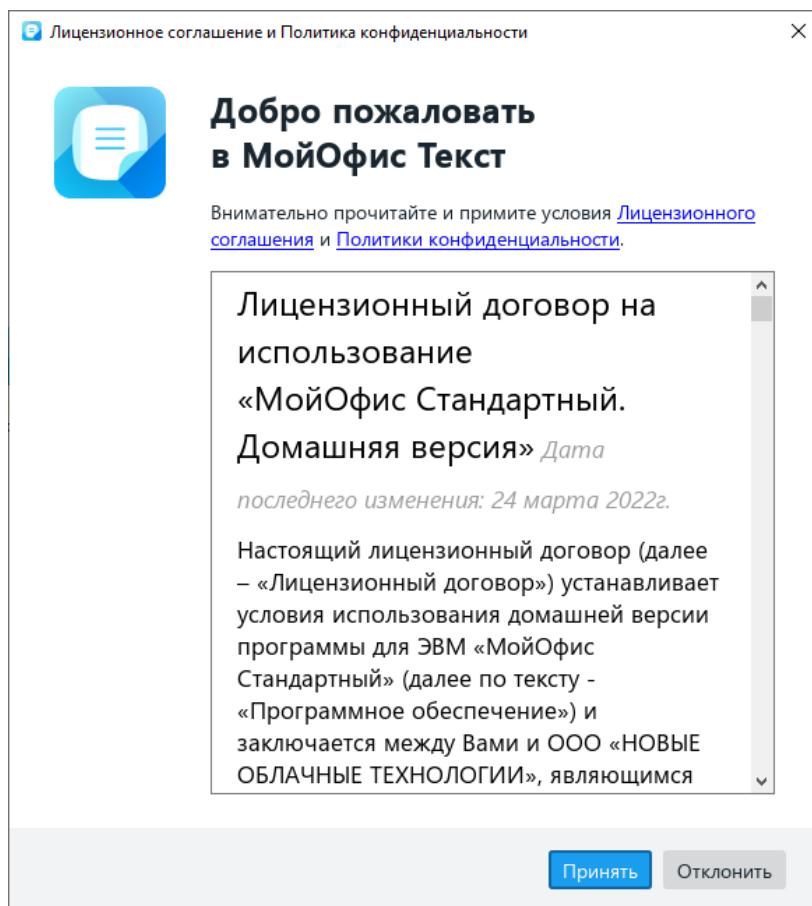 Лицензионное соглашение и Политика конфиденциальности
Добро пожаловать
в МойОфис Текст
Внимательно прочитайте и примите условия Лицензионного
соглашения и Политики конфиденциальности.
Лицензионный договор на
использование
«МойОфис Стандартный.
Домашняя версия» Дата
последнего изменения: 24 марта 2022г.
Настоящий лицензионный договор (далее
– «Лицензионный договор») устанавливает
условия использования домашней версии
программы для ЭВМ «МойОфис
Стандартный» (далее по тексту -
«Программное обеспечение») и
заключается между Вами и ООО «НОВЫЕ
ОБЛАЧНЫЕ ТЕХНОЛОГИИ», являющимся
Принять Отклонить